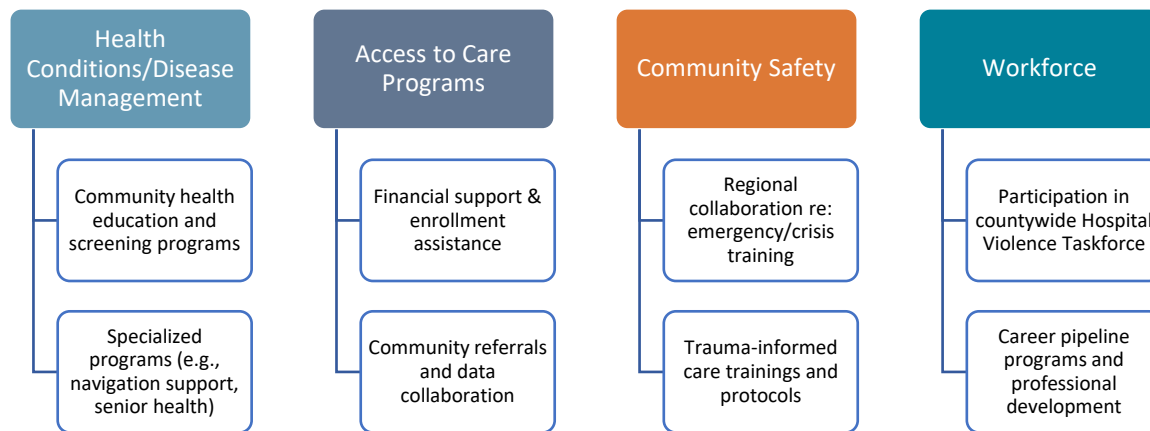 Health
Conditions/Disease
Management
Community health
education and
screening programs
Specialized
programs (e.g.,
navigation support,
senior health)
Access to Care
Programs
Financial support &
enrollment
assistance
Community referrals
and data
collaboration
Community Safety
Regional
collaboration re:
emergency/crisis
training
Trauma-informed
care trainings and
protocols
Workforce
Participation in
countywide Hospital
Violence Taskforce
Career pipeline
programs and
professional
development